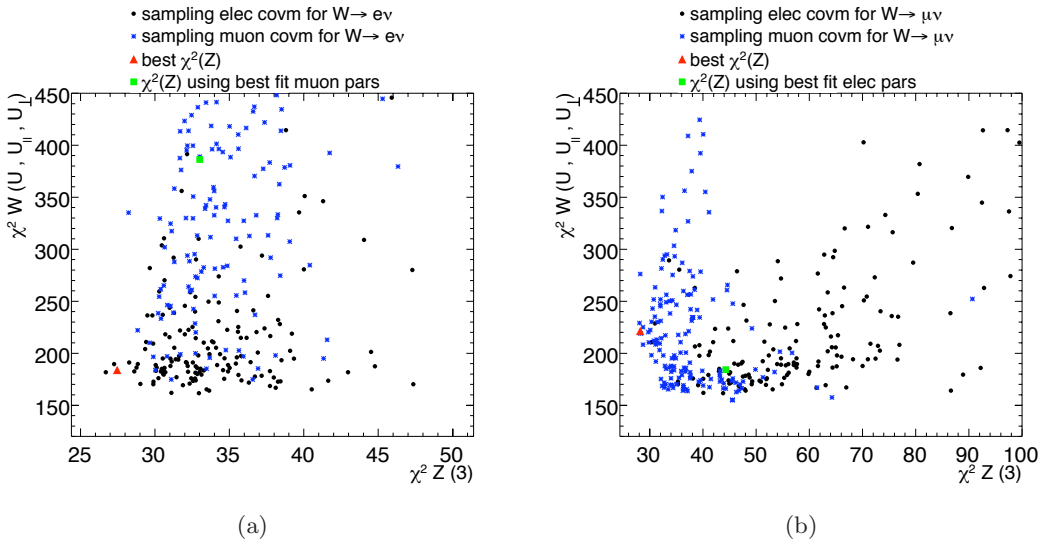 sampling elec covm for W→ eν
sampling muon covm for W→ eν
best χ²(Z)
χ²(Z) using best fit muon pars
χ² W (U , U|| , U⊥)
450
400
350
300
250
200
150
25 30 35 40 45 50
χ² Z (3)
(a)
sampling elec covm for W→ μν
sampling muon covm for W→ μν
best χ²(Z)
χ²(Z) using best fit elec pars
χ² W (U , U|| , U⊥)
450
400
350
300
250
200
150
30 40 50 60 70 80 90 100
χ² Z (3)
(b)